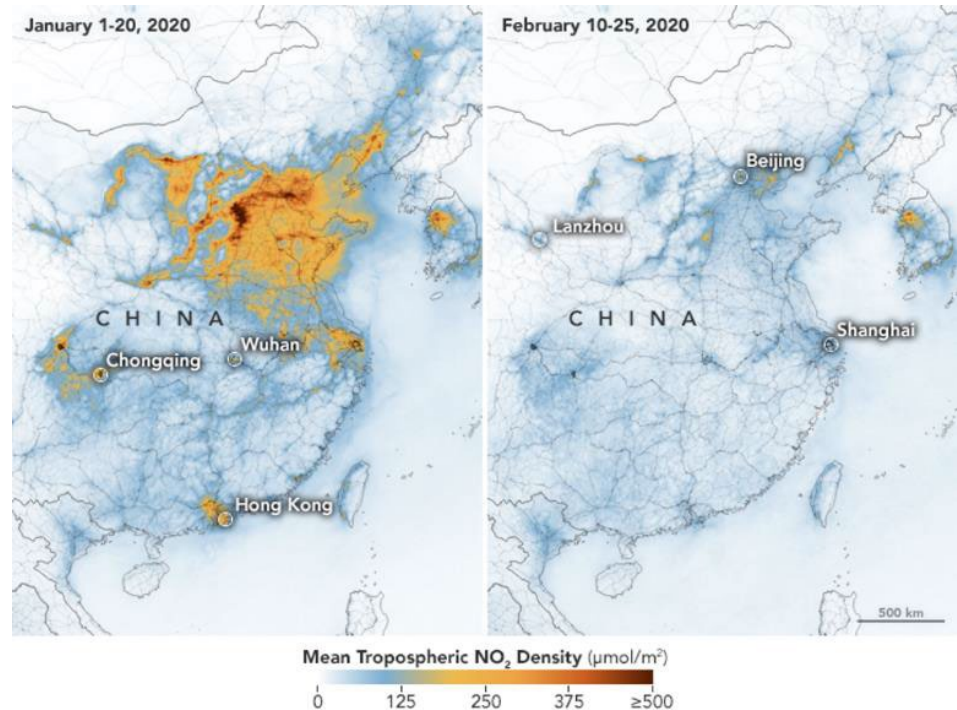 January 1-20, 2020
CHINA
Chongqing
Wuhan
Hong Kong
February 10-25, 2020
Beijing
Lanzhou
CHINA
Shanghai
500 km
Mean Tropospheric NO₂ Density (µmol/m²)
0 125 250 375 ≥500